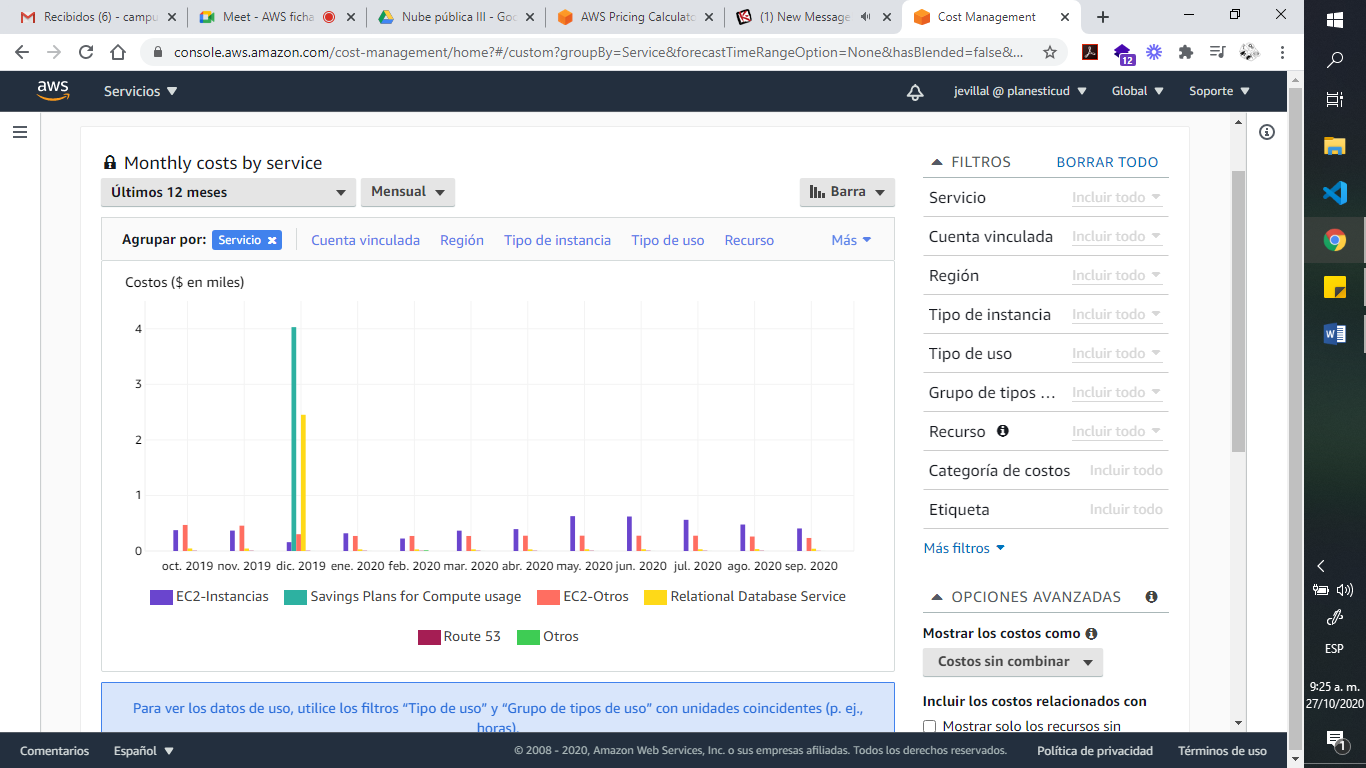 Recibidos (6) - campu
Meet - AWS ficha
Nube pública III - Goo
AWS Pricing Calculato
(1) New Message
Cost Management
console.aws.amazon.com/cost-management/home?#/custom?groupBy=Service&forecastTimeRangeOption=None&hasBlended=false&...
12
aws
Servicios
jevillal @ planesticud
Global
Soporte
Monthly costs by service
Últimos 12 meses
Mensual
Barra
Agrupar por:
Servicio
Cuenta vinculada
Región
Tipo de instancia
Tipo de uso
Recurso
Más
Costos ($ en miles)
4
3
2
1
0
oct. 2019 nov. 2019 dic. 2019 ene. 2020 feb. 2020 mar. 2020 abr. 2020 may. 2020 jun. 2020 jul. 2020 ago. 2020 sep. 2020
EC2-Instancias
Savings Plans for Compute usage
EC2-Otros
Relational Database Service
Route 53
Otros
Para ver los datos de uso, utilice los filtros “Tipo de uso” y “Grupo de tipos de uso” con unidades coincidentes (p. ej.,
horas).
FILTROS
BORRAR TODO
Servicio Incluir todo
Cuenta vinculada Incluir todo
Región Incluir todo
Tipo de instancia Incluir todo
Tipo de uso Incluir todo
Grupo de tipos ... Incluir todo
Recurso Incluir todo
Categoría de costos Incluir todo
Etiqueta Incluir todo
Más filtros
OPCIONES AVANZADAS
Mostrar los costos como
Costos sin combinar
Incluir los costos relacionados con
Mostrar solo los recursos sin
Comentarios
Español
© 2008 - 2020, Amazon Web Services, Inc. o sus empresas afiliadas. Todos los derechos reservados.
Política de privacidad
Términos de uso
ESP
9:25 a. m.
27/10/2020
1